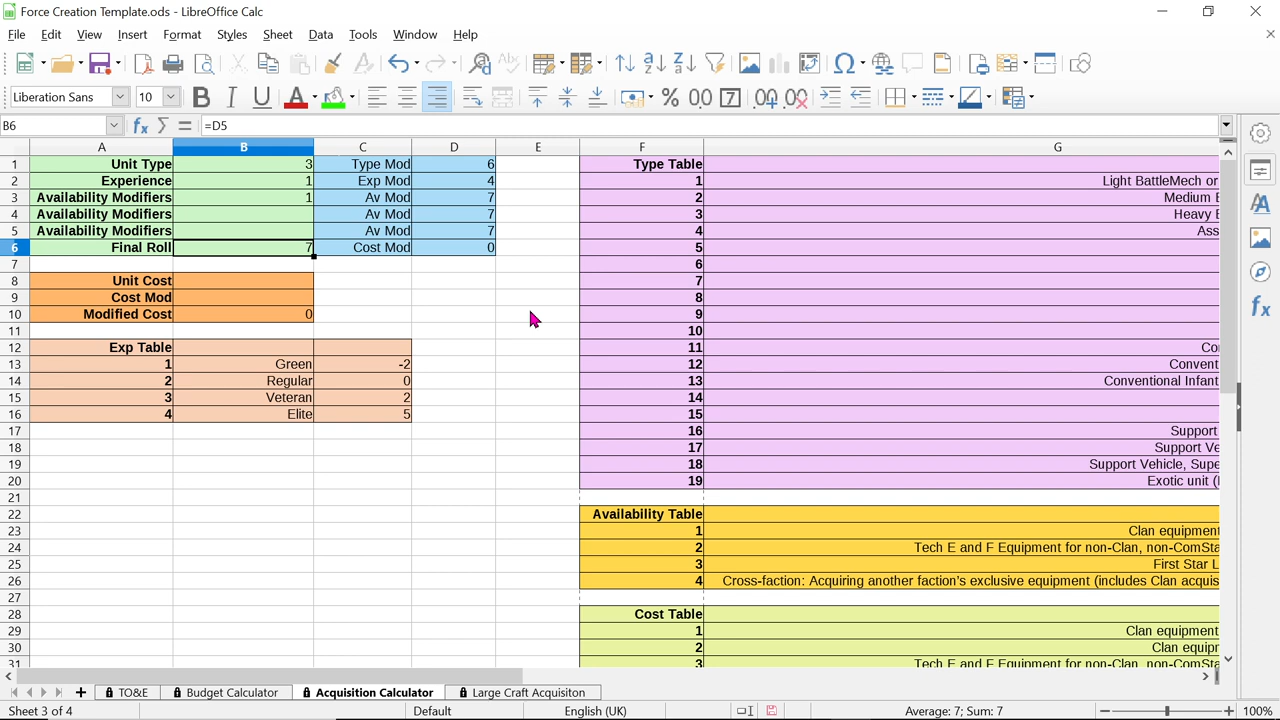 Force Creation Template.ods - LibreOffice Calc
File Edit View Insert Format Styles Sheet Data Tools Window Help
Liberation Sans 10
B6 =D5
A B C D E F G
1 Unit Type 3 Type Mod 6 Type Table
2 Experience 1 Exp Mod 4 1 Light BattleMech or
3 Availability Modifiers 1 Av Mod 7 2 Medium
4 Availability Modifiers Av Mod 7 3 Heavy
5 Availability Modifiers Av Mod 7 4 Ass
6 Final Roll 7 Cost Mod 0 5
7 6
8 Unit Cost 7
9 Cost Mod 8
10 Modified Cost 0 9
11 10
12 Exp Table 11 Co
13 1 Green -2 12 Convent
14 2 Regular 0 13 Conventional Infant
15 3 Veteran 2 14
16 4 Elite 5 15
17 16 Support
18 17 Support Ve
19 18 Support Vehicle, Supe
20 19 Exotic unit (
21
22 Availability Table
23 1 Clan equipment
24 2 Tech E and F Equipment for non-Clan, non-ComSta
25 3 First Star L
26 4 Cross-faction: Acquiring another faction's exclusive equipment (includes Clan acquis
27
28 Cost Table
29 1 Clan equipment
30 2 Clan equipr
31 3 Tech E and F Equipment for non-Clan, non-ComSta
TO&E Budget Calculator Acquisition Calculator Large Craft Acquisiton
Sheet 3 of 4 Default English (UK) Average: 7; Sum: 7 100%